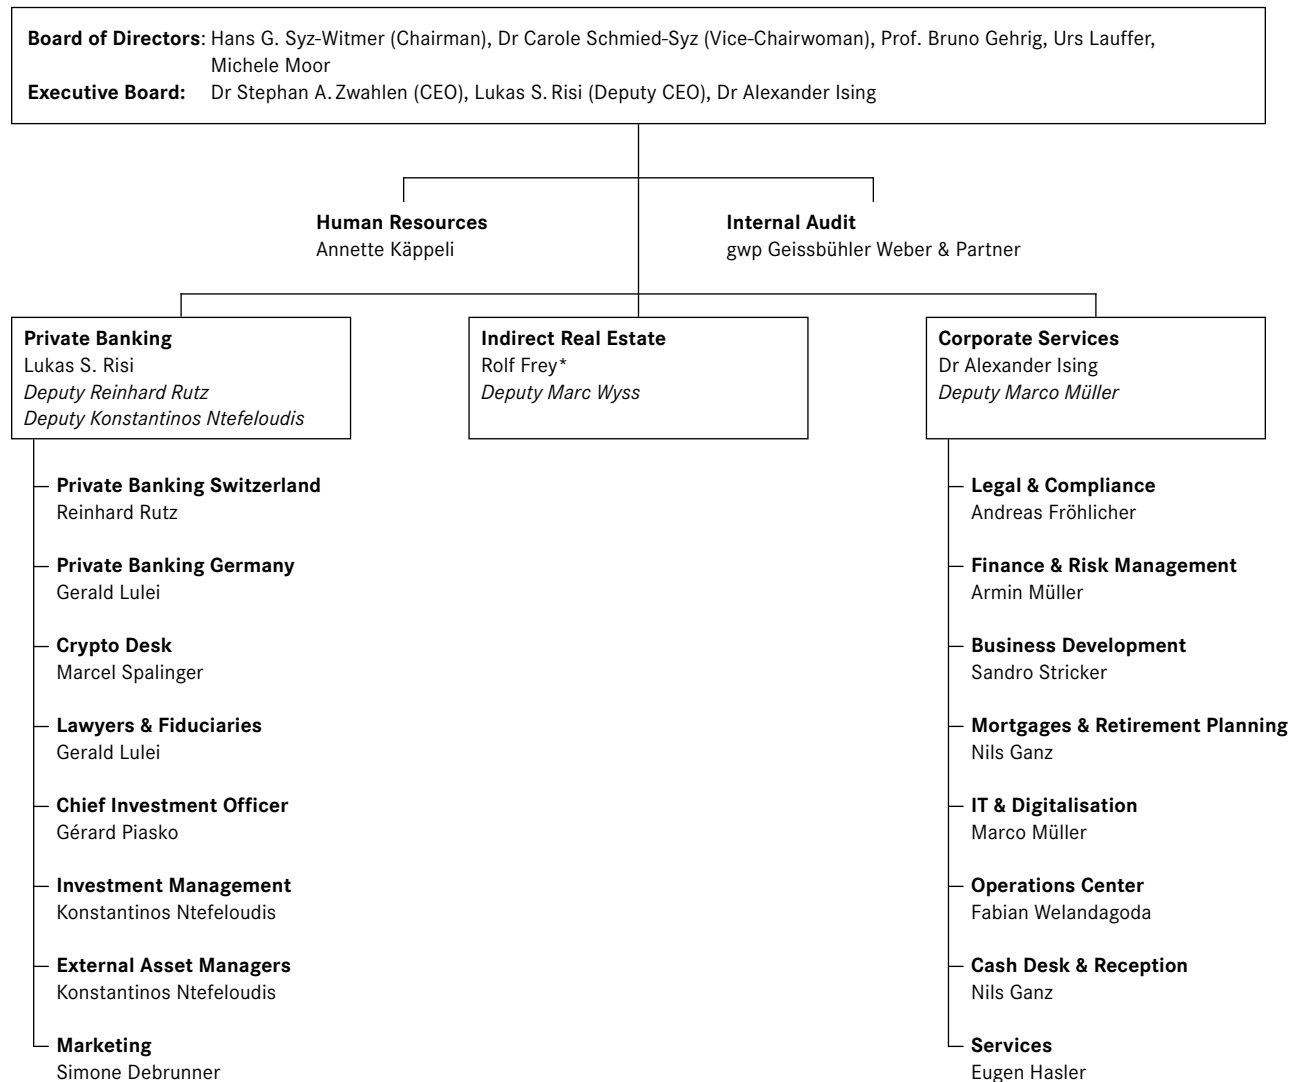 Board of Directors: Hans G. Syz-Witmer (Chairman), Dr Carole Schmied-Syz (Vice-Chairwoman), Prof. Bruno Gehrig, Urs Lauffer,
Michele Moor
Executive Board: Dr Stephan A. Zwahlen (CEO), Lukas S. Risi (Deputy CEO), Dr Alexander Ising
Human Resources
Annette Käppeli
Internal Audit
gwp Geissbühler Weber & Partner
Private Banking
Lukas S. Risi
Deputy Reinhard Rutz
Deputy Konstantinos Ntefeloudis
Indirect Real Estate
Rolf Frey*
Deputy Marc Wyss
Corporate Services
Dr Alexander Ising
Deputy Marco Müller
Private Banking Switzerland
Reinhard Rutz
Private Banking Germany
Gerald Lulei
Crypto Desk
Marcel Spalinger
Lawyers & Fiduciaries
Gerald Lulei
Chief Investment Officer
Gérard Piasko
Investment Management
Konstantinos Ntefeloudis
External Asset Managers
Konstantinos Ntefeloudis
Marketing
Simone Debrunner
Legal & Compliance
Andreas Fröhlicher
Finance & Risk Management
Armin Müller
Business Development
Sandro Stricker
Mortgages & Retirement Planning
Nils Ganz
IT & Digitalisation
Marco Müller
Operations Center
Fabian Welandagoda
Cash Desk & Reception
Nils Ganz
Services
Eugen Hasler